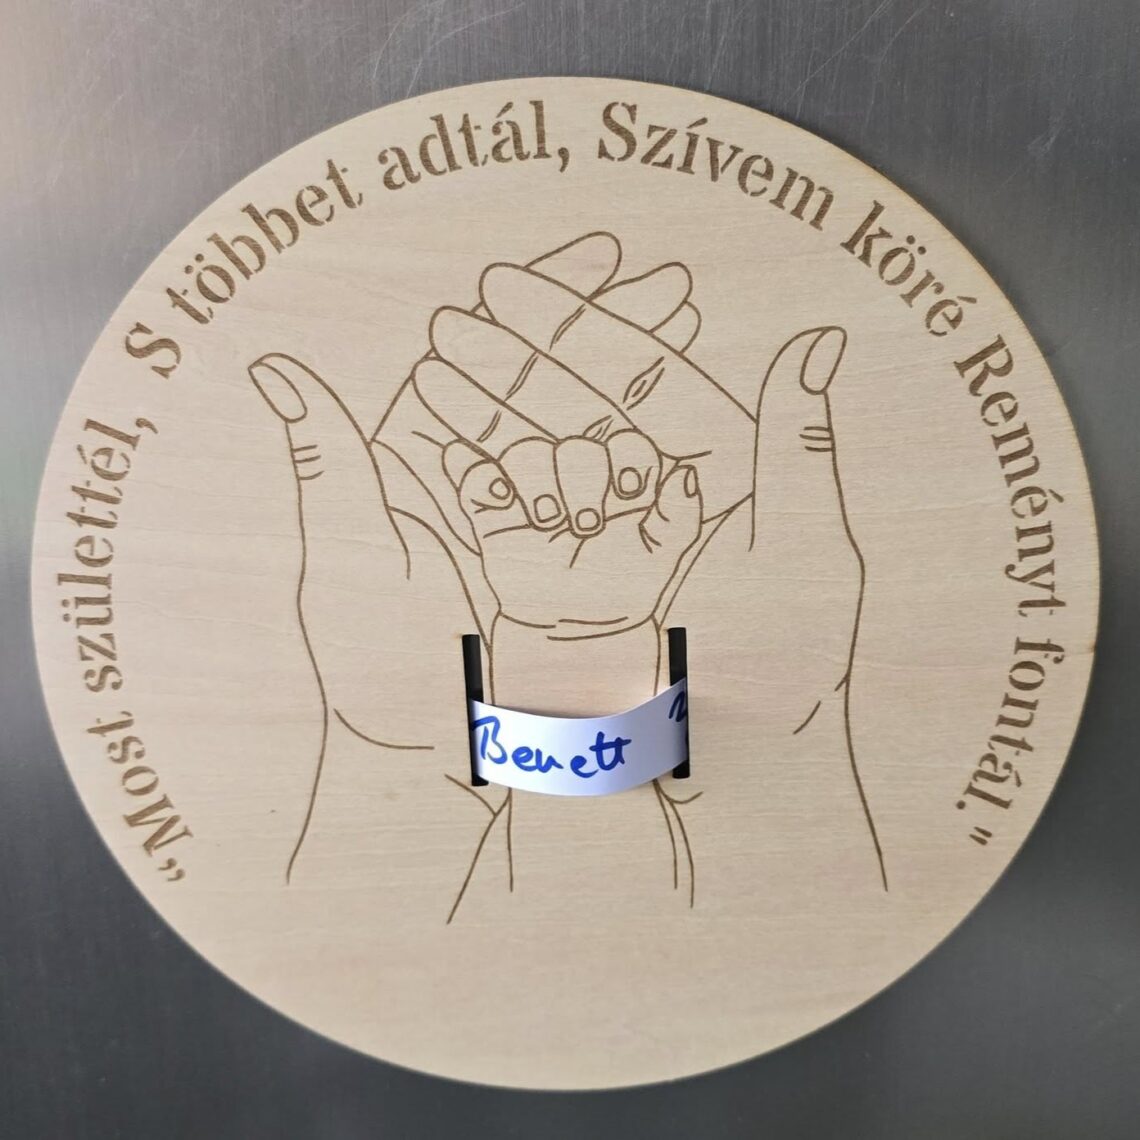 “Most születtél, S többet adtál, Szívem köré Reményt fontál."
Benett